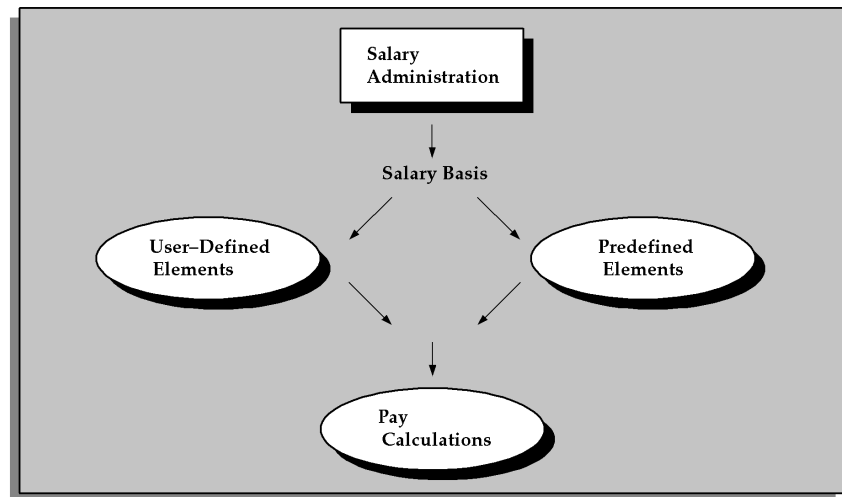 Salary
Administration
Salary Basis
User–Defined
Elements
Predefined
Elements
Pay
Calculations